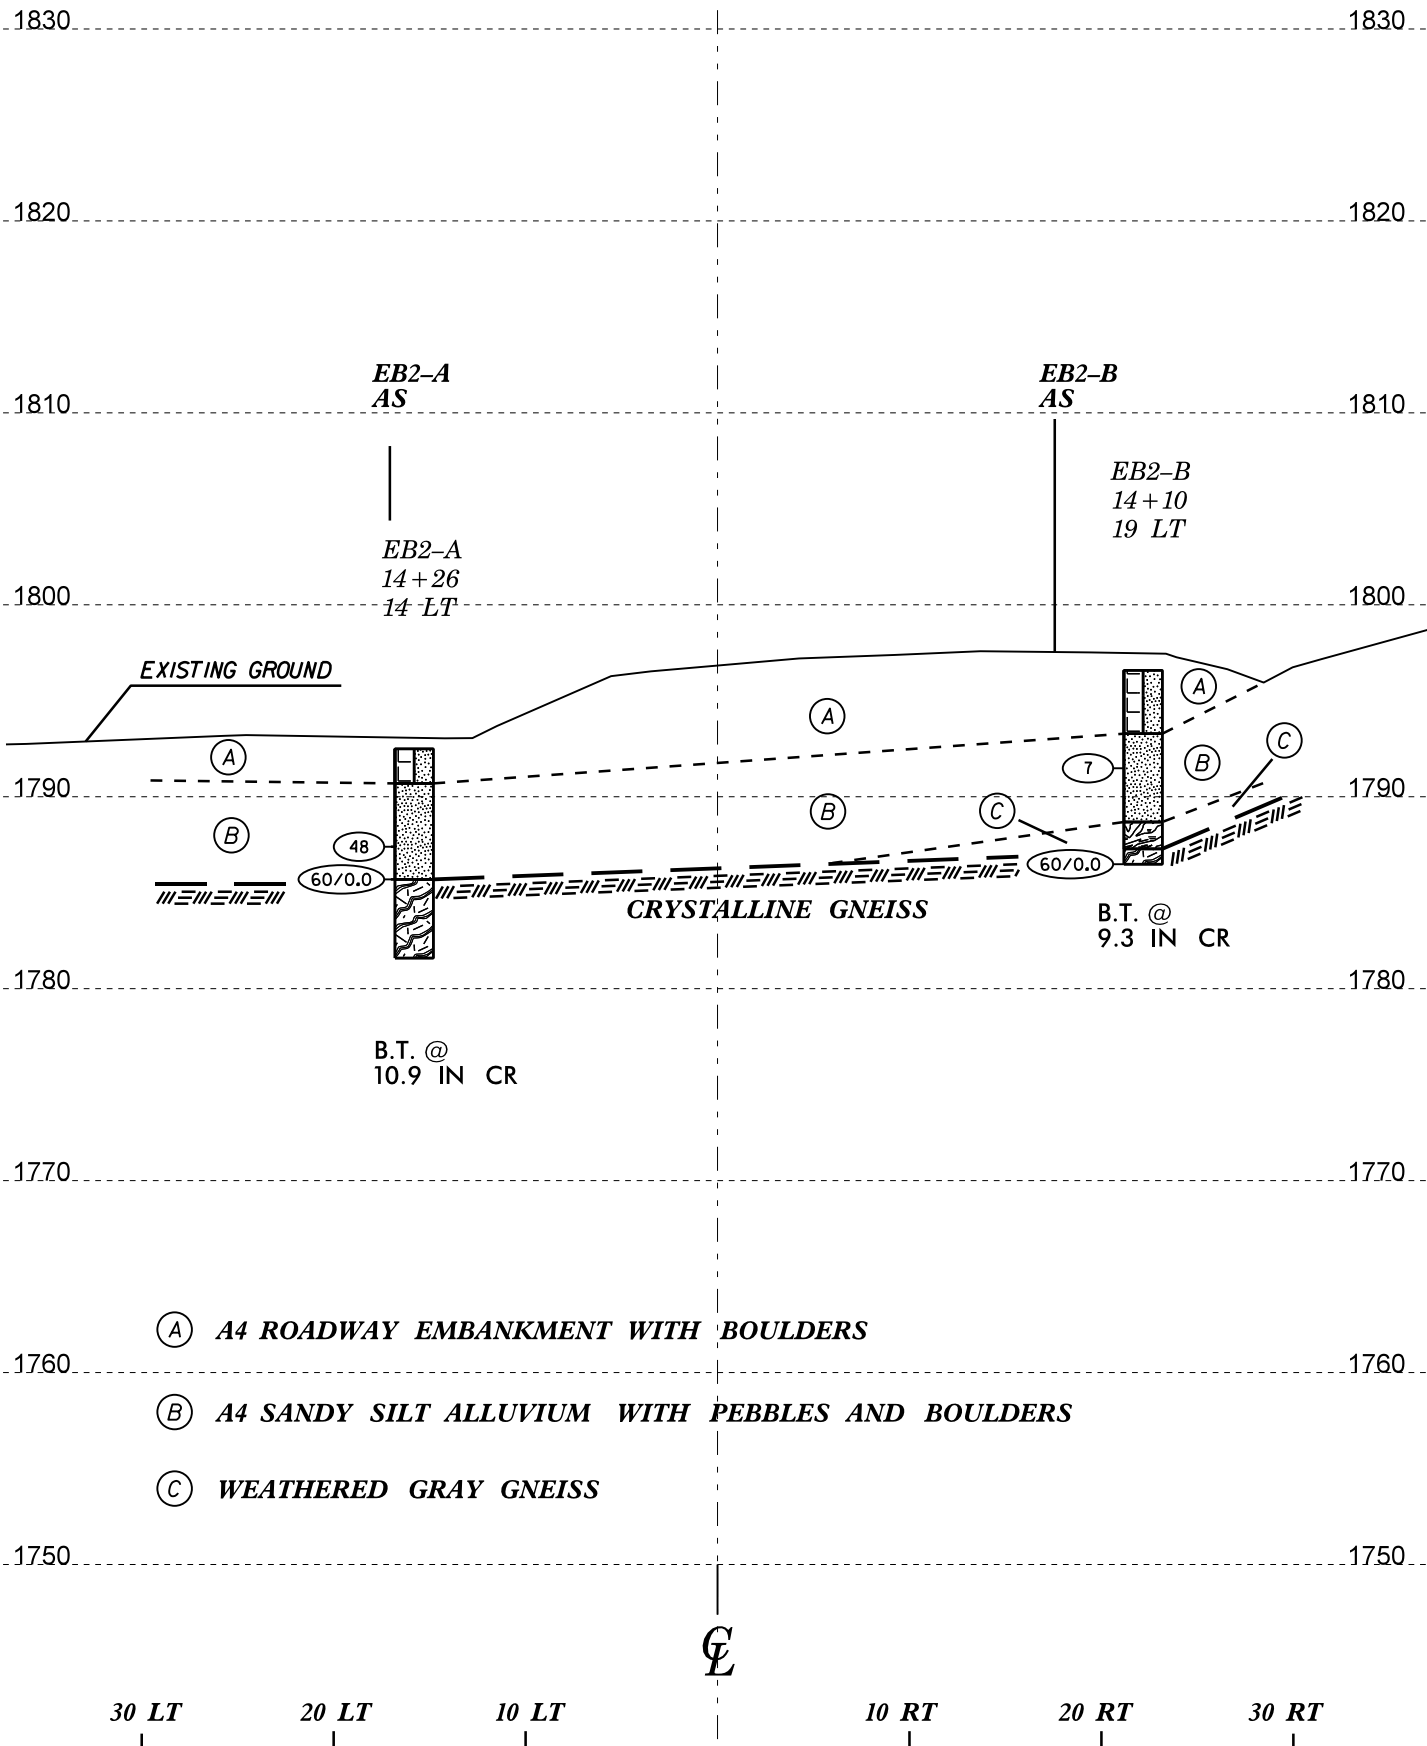 1830 1830
1820 1820
EB2–A
AS
EB2–B
AS
1810 1810
EB2–B
14+10
19 LT
EB2–A
14+26
14 LT
1800 1800
EXISTING GROUND
A
A
A
C
B
7
1790 1790
B
C
B
48
60/0.0
60/0.0
CRYSTALLINE GNEISS
B.T. @
9.3 IN CR
1780 1780
B.T. @
10.9 IN CR
1770 1770
A A4 ROADWAY EMBANKMENT WITH BOULDERS
1760 1760
B A4 SANDY SILT ALLUVIUM WITH PEBBLES AND BOULDERS
C WEATHERED GRAY GNEISS
1750 1750
CL
30 LT 20 LT 10 LT 10 RT 20 RT 30 RT